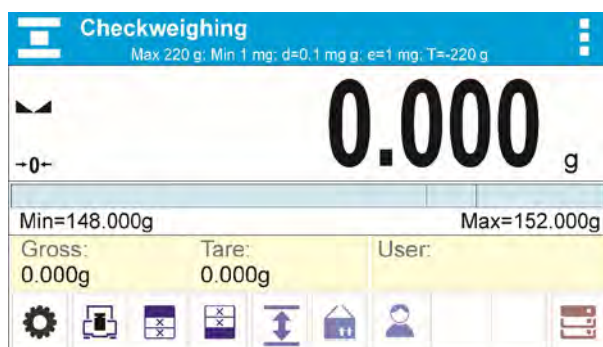 Checkweighing
Max 220 g: Min 1 mg: d=0.1 mg g: e=1 mg: T=-220 g
0.000 g
→0←
Min=148.000g Max=152.000g
Gross: Tare: User:
0.000g 0.000g